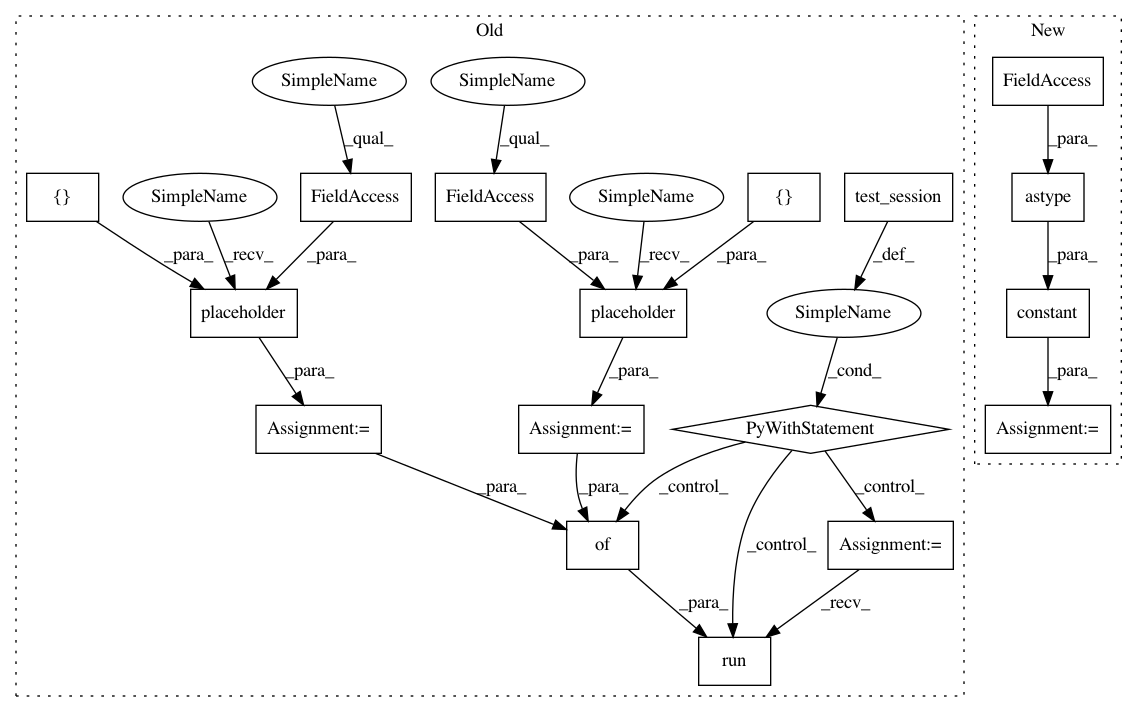 Old
New
SimpleName
SimpleName
FieldAccess
_qual_
_qual_
_para_
{}
SimpleName
FieldAccess
FieldAccess
SimpleName
{}
test_session
astype
_para_
_recv_
_para_
_para_
_recv_
_para_
_def_
_para_
placeholder
placeholder
SimpleName
constant
_para_
_para_
_cond_
_para_
Assignment:=
Assignment:=
PyWithStatement
Assignment:=
_para_
_para_
_control_
_control_
of
_control_
Assignment:=
_para_
_recv_
run